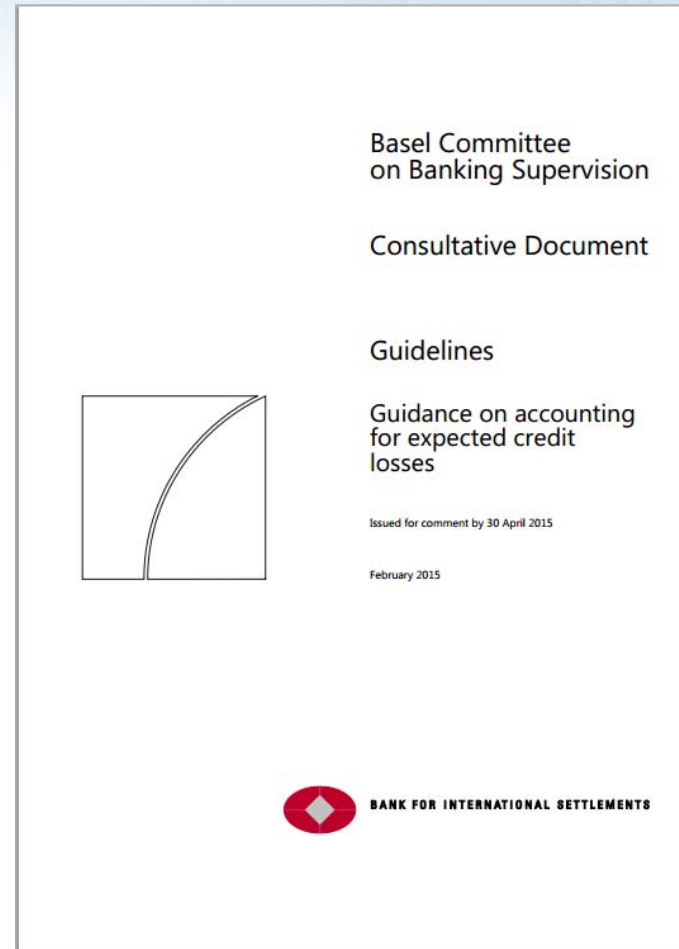 Basel Committee
on Banking Supervision
Consultative Document
Guidelines
Guidance on accounting
for expected credit
losses
Issued for comment by 30 April 2015
February 2015
BANK FOR INTERNATIONAL SETTLEMENTS